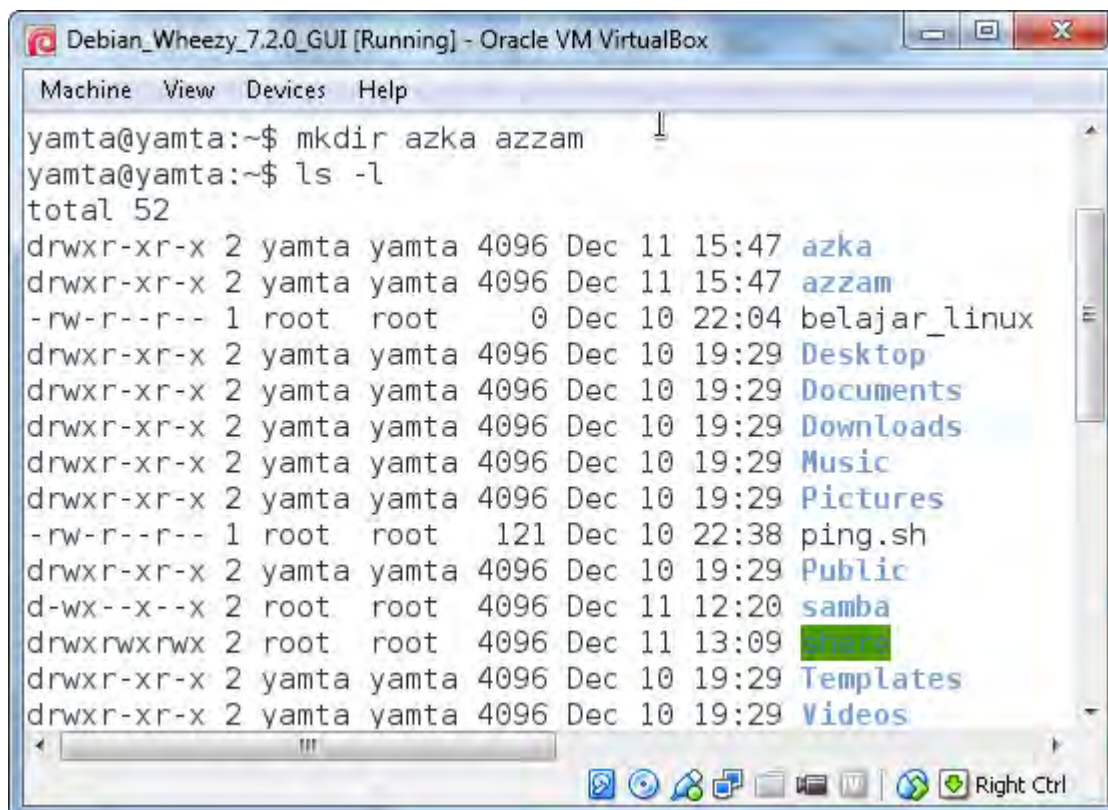 Debian_Wheezy_7.2.0_GUI [Running] - Oracle VM VirtualBox
Machine View Devices Help
yamta@yamta:~$ mkdir azka azzam
yamta@yamta:~$ ls -l
total 52
drwxr-xr-x 2 yamta yamta 4096 Dec 11 15:47 azka
drwxr-xr-x 2 yamta yamta 4096 Dec 11 15:47 azzam
-rw-r--r-- 1 root root 0 Dec 10 22:04 belajar_linux
drwxr-xr-x 2 yamta yamta 4096 Dec 10 19:29 Desktop
drwxr-xr-x 2 yamta yamta 4096 Dec 10 19:29 Documents
drwxr-xr-x 2 yamta yamta 4096 Dec 10 19:29 Downloads
drwxr-xr-x 2 yamta yamta 4096 Dec 10 19:29 Music
drwxr-xr-x 2 yamta yamta 4096 Dec 10 19:29 Pictures
-rw-r--r-- 1 root root 121 Dec 10 22:38 ping.sh
drwxr-xr-x 2 yamta yamta 4096 Dec 10 19:29 Public
d-wx--x--x 2 root root 4096 Dec 11 12:20 samba
drwxrwxrwx 2 root root 4096 Dec 11 13:09
drwxr-xr-x 2 yamta yamta 4096 Dec 10 19:29 Templates
drwxr-xr-x 2 yamta yamta 4096 Dec 10 19:29 Videos
Right Ctrl